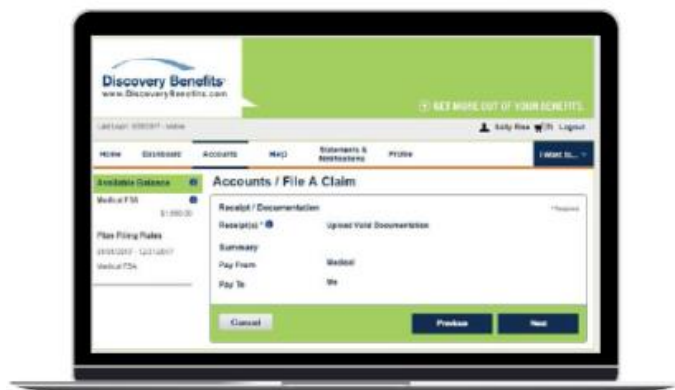 Discovery Benefits
www.DiscoveryBenefits.com
GET MORE OUT OF YOUR BENEFITS.
Logout
Home Dashboard Accounts Statements & Notifications Profile I Want to...
Available Balance
Accounts / File A Claim
Medical FSA
Receipt / Documentation
Receipt(s) * Upload Valid Documentation
Plan Filing Rules
Summary
Medical FSA
Pay From Medical
Pay To Me
Cancel Previous Next